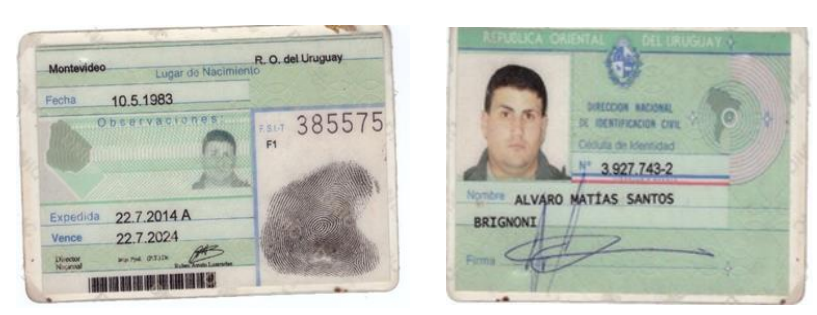 Montevideo
Lugar de Nacimiento
R. O. del Uruguay
Fecha 10.5.1983
Observaciones:
F.S.I.-T 385575
F1
Expedida 22.7.2014 A
Vence 22.7.2024
Director
Nacional
REPUBLICA ORIENTAL DEL URUGUAY
DIRECCION NACIONAL
DE IDENTIFICACION CIVIL
Cédula de Identidad
N° 3.927.743-2
Nombre ALVARO MATÍAS SANTOS
BRIGNONI
Firma